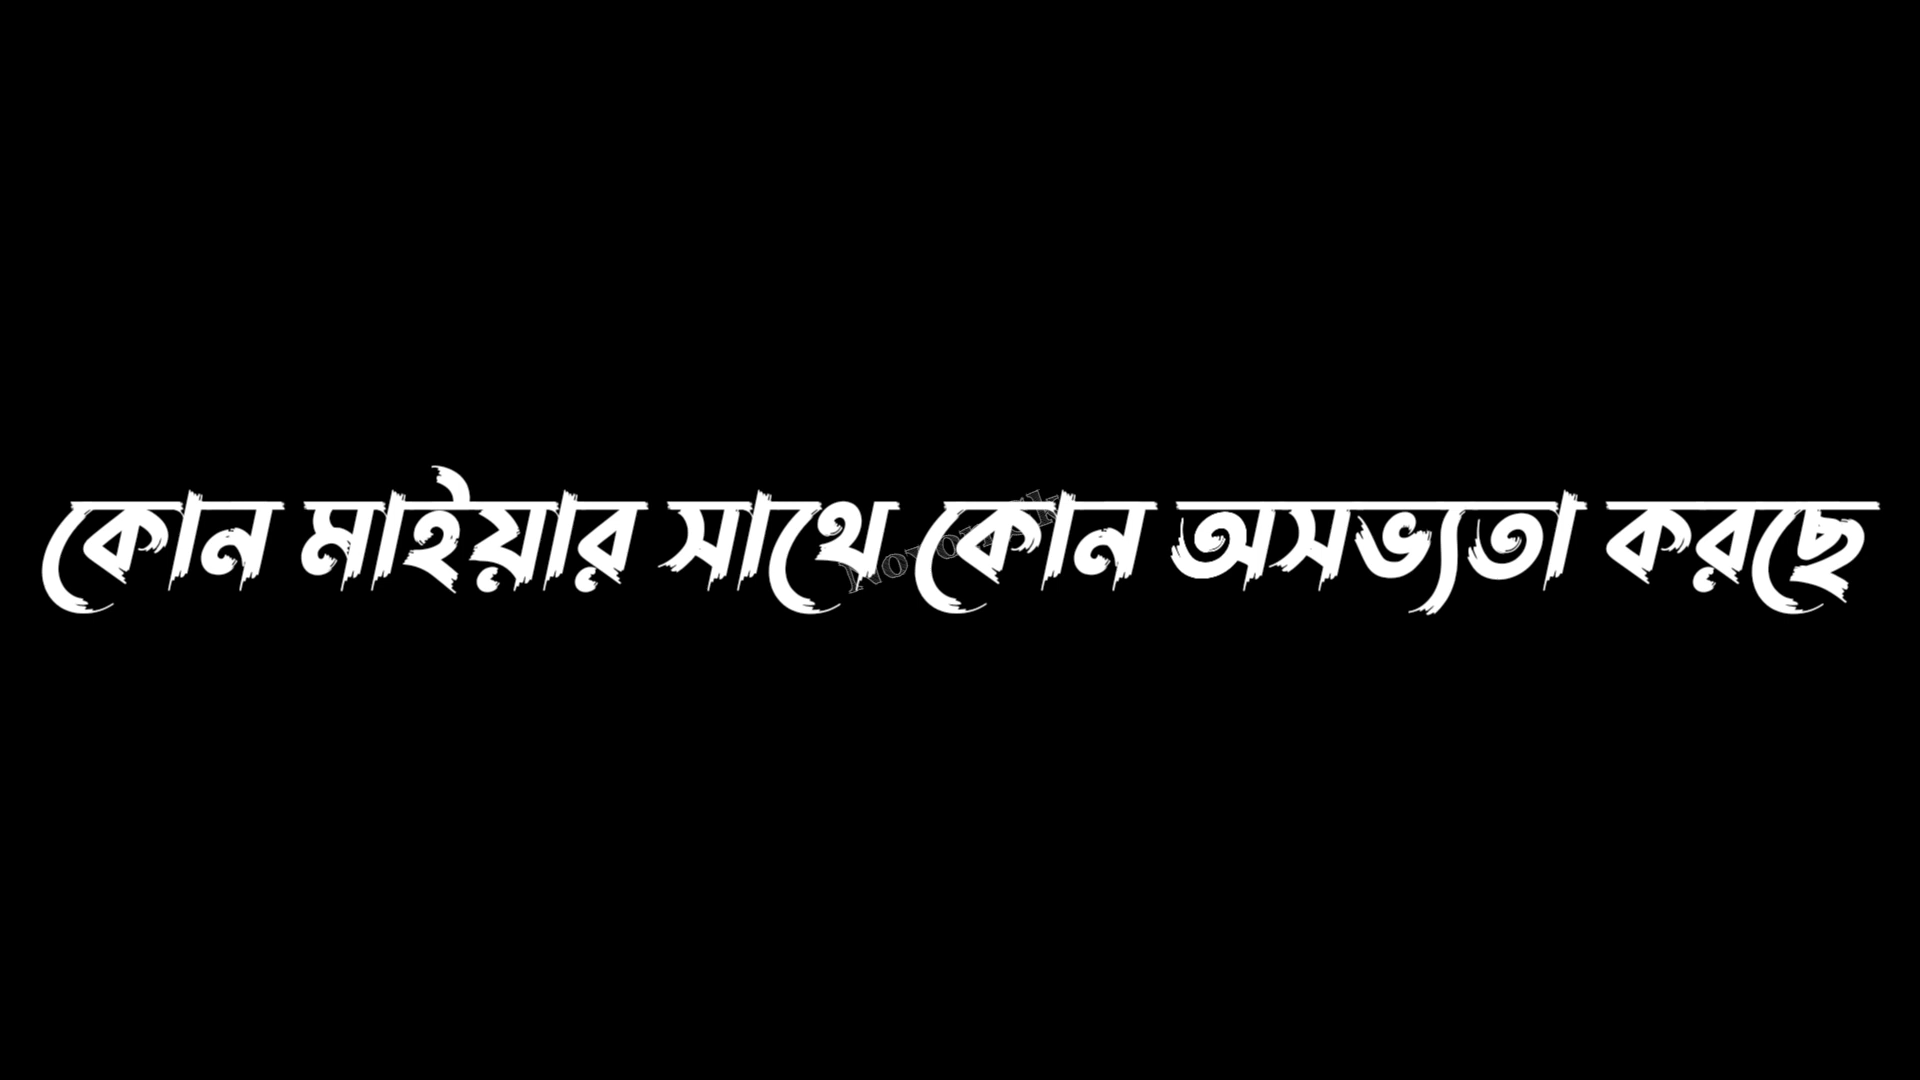 কোন মাইয়ার সাথে কোন অসভ্যতা করছে